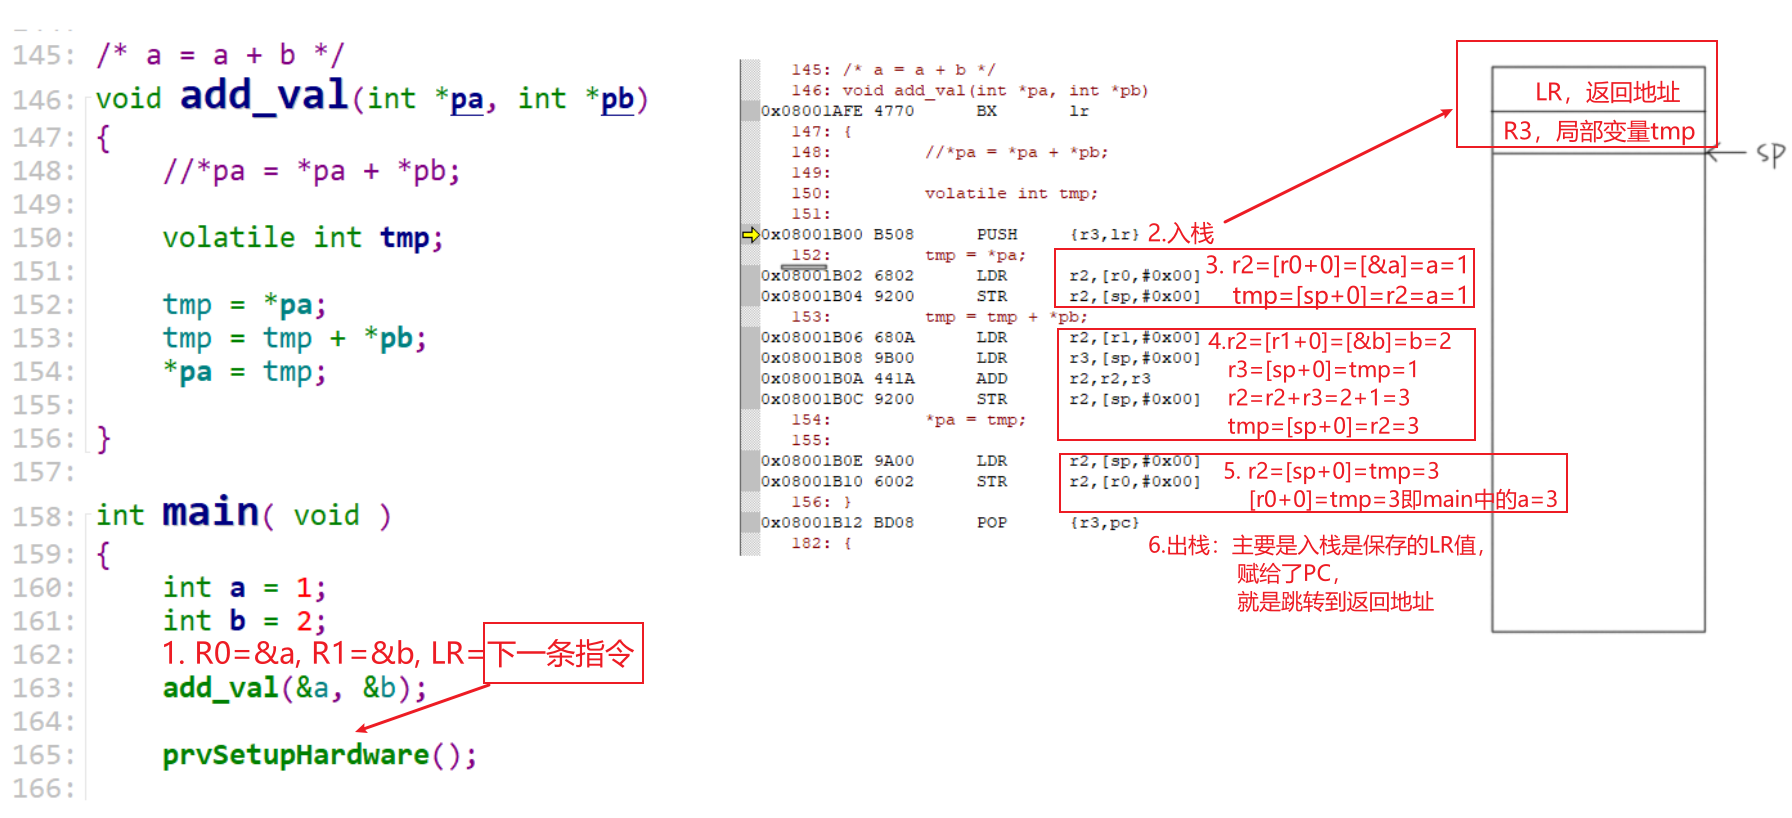 145: /* a = a + b */
146: void add_val(int *pa, int *pb)
147: {
148: //*pa = *pa + *pb;
149:
150: volatile int tmp;
151:
152: tmp = *pa;
153: tmp = tmp + *pb;
154: *pa = tmp;
155:
156: }
157:
158: int main( void )
159: {
160: int a = 1;
161: int b = 2;
162: 1. R0=&a, R1=&b, LR=下一条指令
163: add_val(&a, &b);
164:
165: prvSetupHardware();
166:
145: /* a = a + b */
146: void add_val(int *pa, int *pb)
0x08001AFE 4770 BX lr
147: {
148: //*pa = *pa + *pb;
149:
150: volatile int tmp;
151:
0x08001B00 B508 PUSH {r3,lr} 2.入栈
152: tmp = *pa;
0x08001B02 6802 LDR r2,[r0,#0x00] 3. r2=[r0+0]=[&a]=a=1
0x08001B04 9200 STR r2,[sp,#0x00] tmp=[sp+0]=r2=a=1
153: tmp = tmp + *pb;
0x08001B06 680A LDR r2,[r1,#0x00] 4.r2=[r1+0]=[&b]=b=2
0x08001B08 9B00 LDR r3,[sp,#0x00] r3=[sp+0]=tmp=1
0x08001B0A 441A ADD r2,r2,r3 r2=r2+r3=2+1=3
0x08001B0C 9200 STR r2,[sp,#0x00] tmp=[sp+0]=r2=3
154: *pa = tmp;
155:
0x08001B0E 9A00 LDR r2,[sp,#0x00] 5. r2=[sp+0]=tmp=3
0x08001B10 6002 STR r2,[r0,#0x00] [r0+0]=tmp=3即main中的a=3
156: }
0x08001B12 BD08 POP {r3,pc}
182: {
6.出栈：主要是入栈是保存的LR值，
赋给了PC，
就是跳转到返回地址
LR，返回地址
R3，局部变量tmp
sp